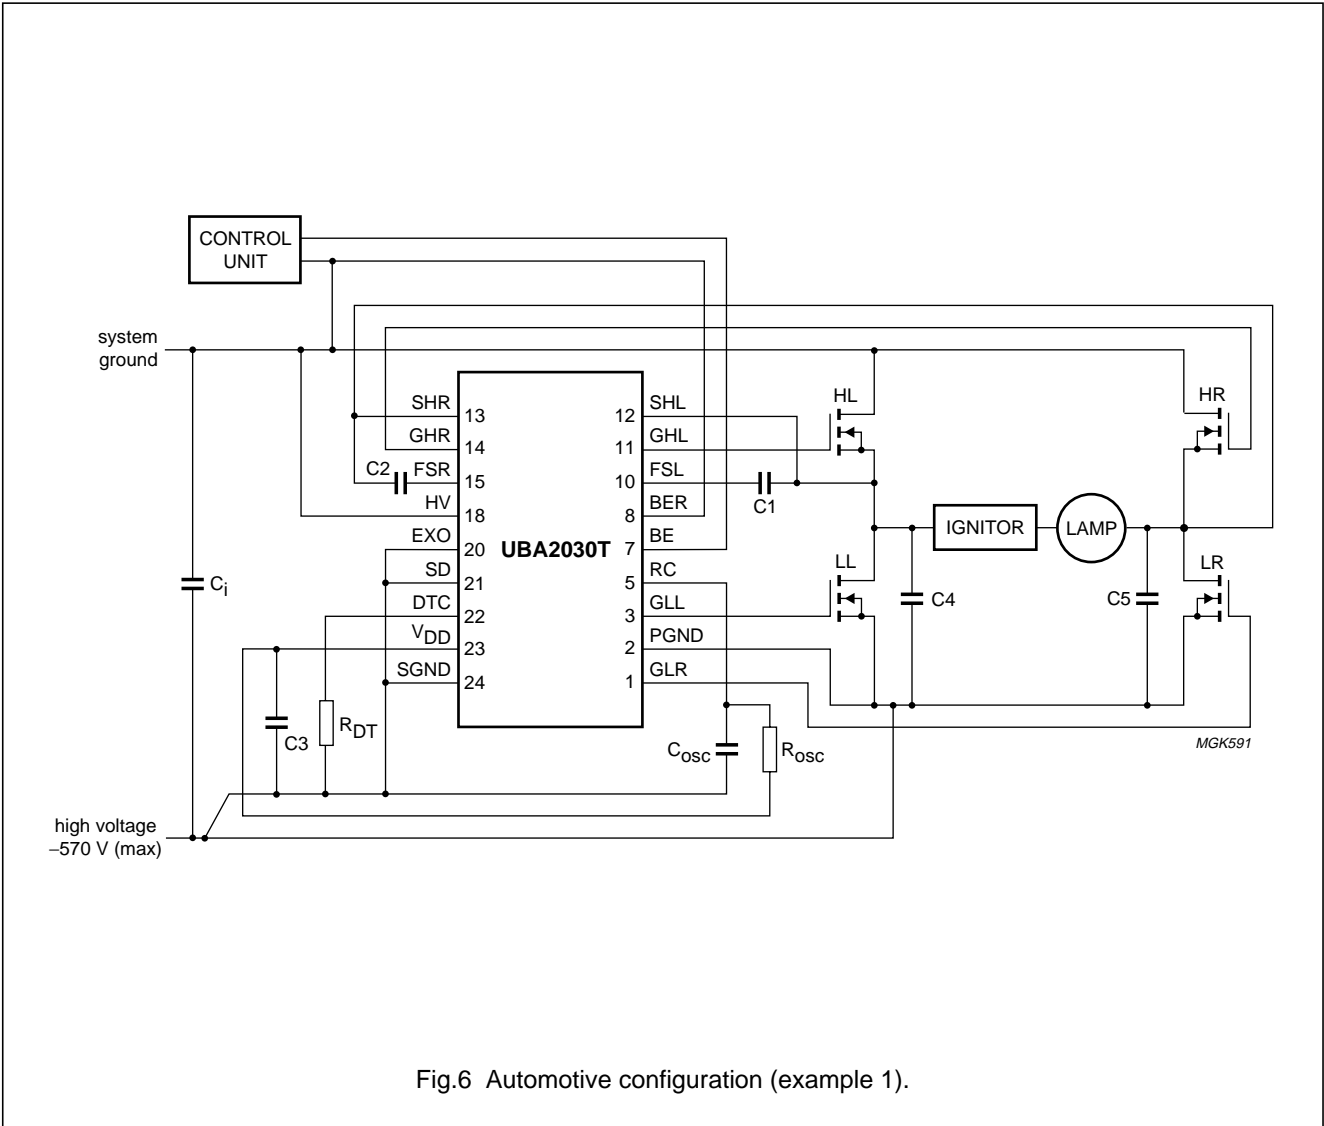 CONTROL
UNIT
system
ground
SHR
13
GHR
14
C2
FSR
15
HV
18
EXO
20
SD
21
DTC
22
VDD
23
SGND
24
UBA2030T
12
SHL
11
GHL
10
FSL
8
BER
7
BE
5
RC
3
GLL
2
PGND
1
GLR
C1
HL
HR
IGNITOR
LAMP
LL
LR
C4
C5
Ci
C3
RDT
Cosc
Rosc
MGK591
high voltage
−570 V (max)
Fig.6 Automotive configuration (example 1).